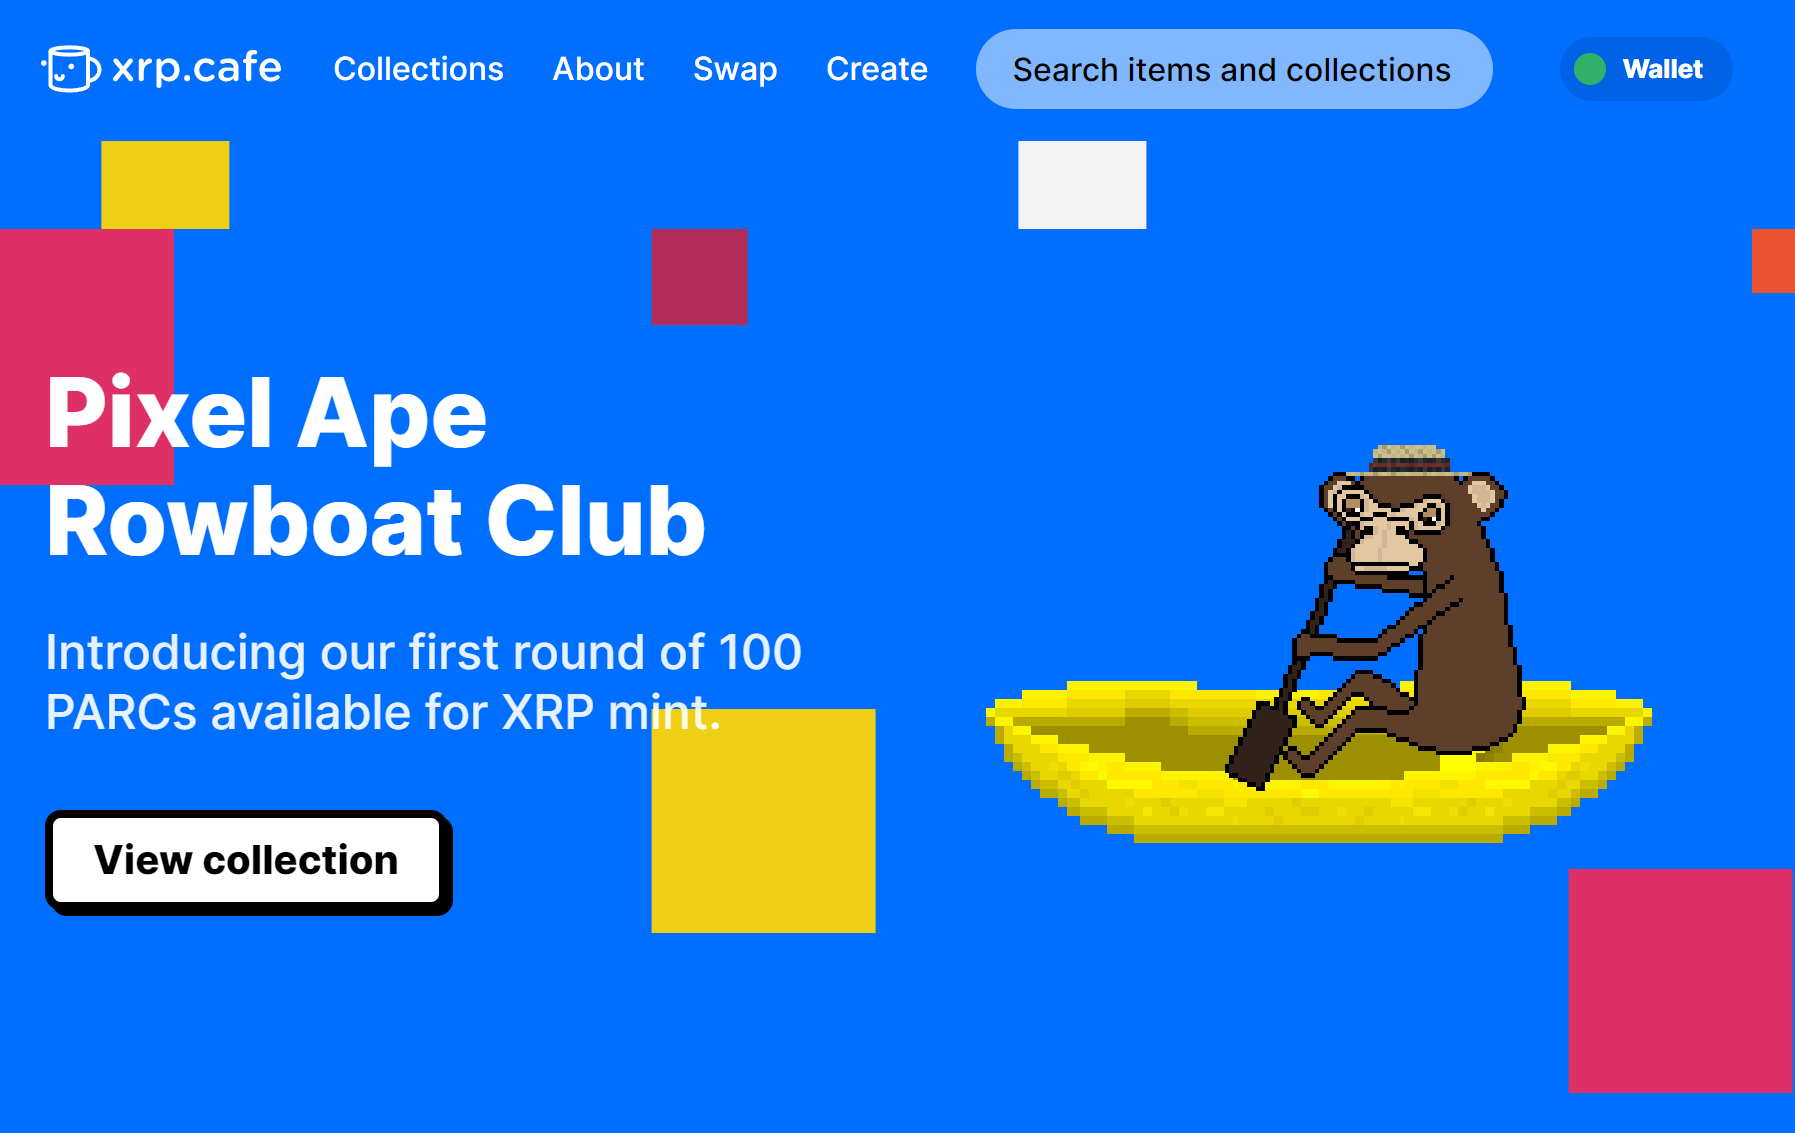 xrp.cafe Collections About Swap Create Search items and collections Wallet
Pixel Ape
Rowboat Club
Introducing our first round of 100
PARCs available for XRP mint.
View collection